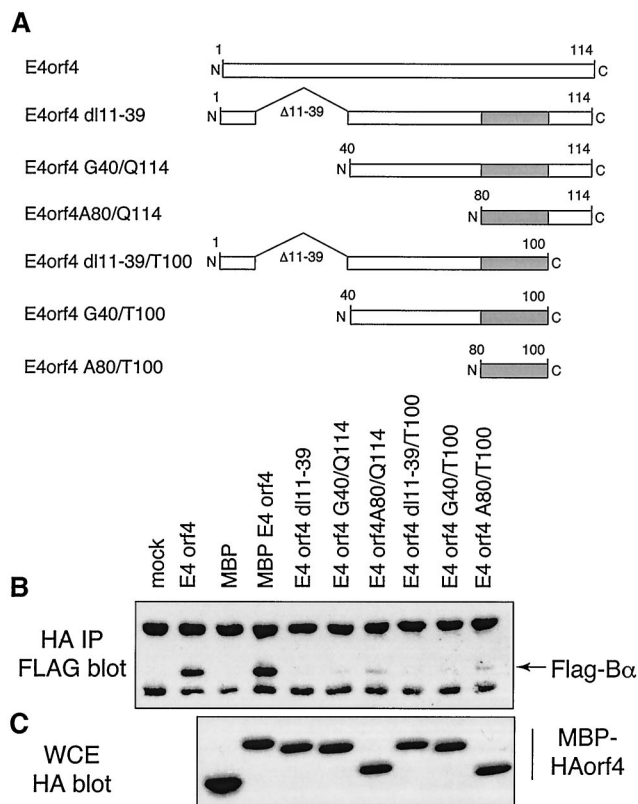 A
E4orf4
1
114
N
C
E4orf4 dl11-39
1
114
N
Δ11-39
C
E4orf4 G40/Q114
40
114
N
C
E4orf4A80/Q114
80
114
N
C
E4orf4 dl11-39/T100
1
100
N
Δ11-39
C
E4orf4 G40/T100
40
100
N
C
E4orf4 A80/T100
80
100
N
C
mock
E4 orf4
MBP
MBP E4 orf4
E4 orf4 dl11-39
E4 orf4 G40/Q114
E4 orf4A80/Q114
E4 orf4 dl11-39/T100
E4 orf4 G40/T100
E4 orf4 A80/T100
B
HA IP
FLAG blot
Flag-Bα
C
WCE
HA blot
MBP-
HAorf4